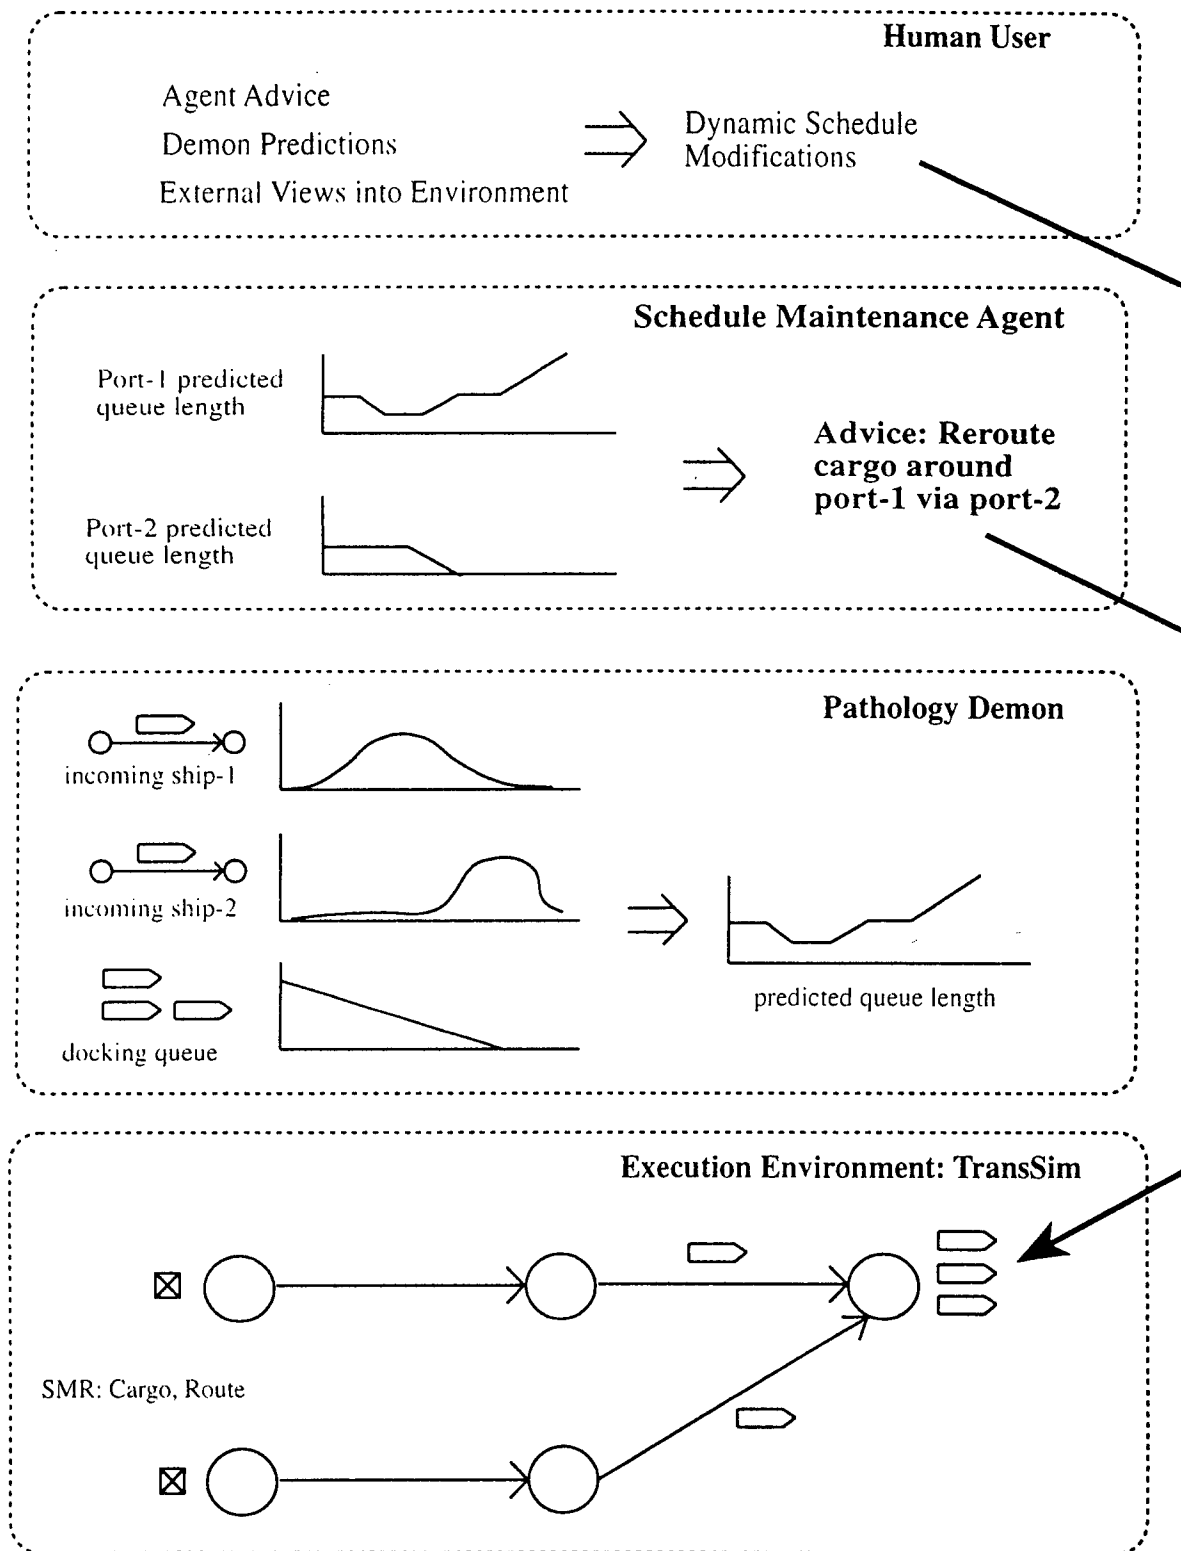 Human User
Agent Advice
Demon Predictions
External Views into Environment
Dynamic Schedule
Modifications
Schedule Maintenance Agent
Port-1 predicted
queue length
Port-2 predicted
queue length
Advice: Reroute
cargo around
port-1 via port-2
Pathology Demon
incoming ship-1
incoming ship-2
docking queue
predicted queue length
Execution Environment: TransSim
SMR: Cargo, Route